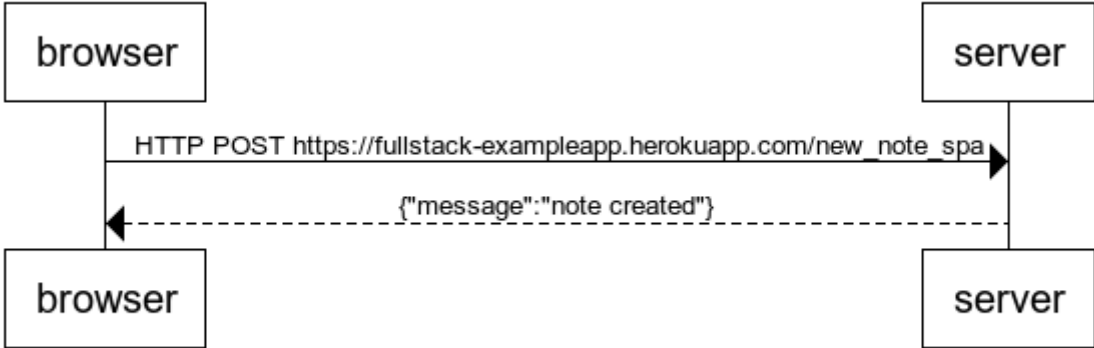 browser
server
HTTP POST https://fullstack-exampleapp.herokuapp.com/new_note_spa
{"message":"note created"}
browser
server